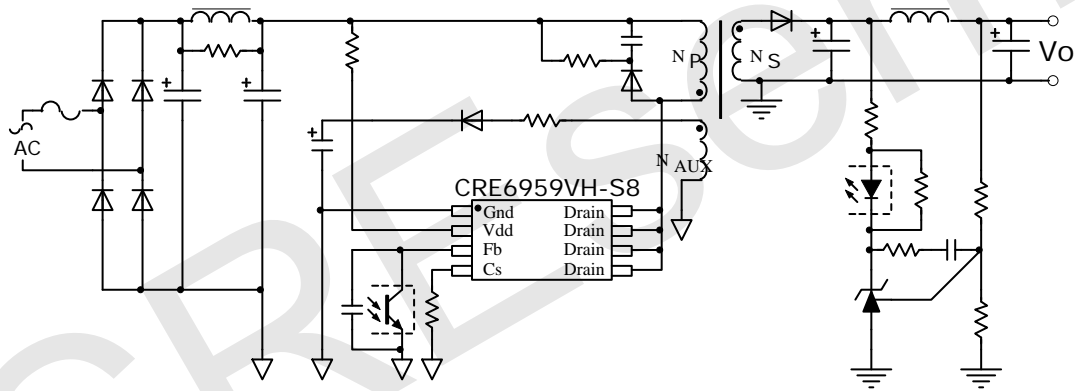 CREsemi
N P
N S
Vo
AC
N AUX
CRE6959VH-S8
Gnd Drain
Vdd Drain
Fb Drain
Cs Drain